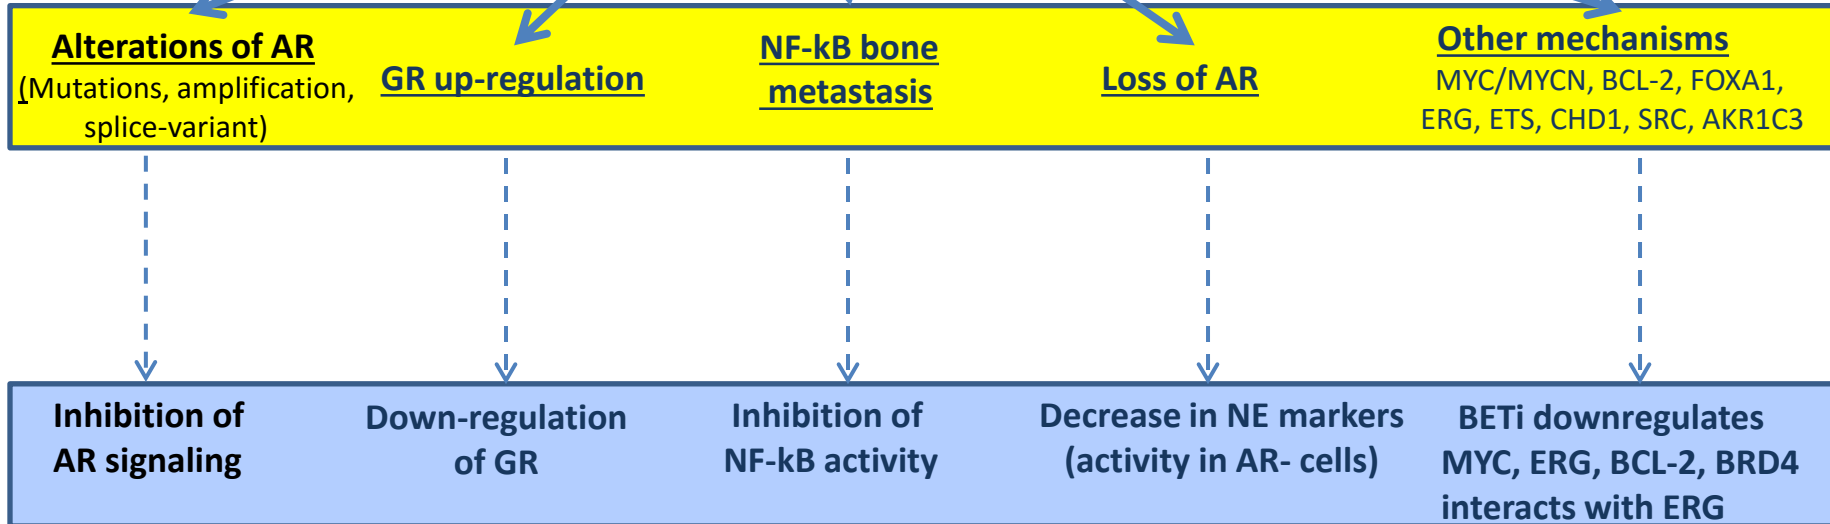 Alterations of AR
(Mutations, amplification,
splice-variant)
GR up-regulation
NF-kB bone
metastasis
Loss of AR
Other mechanisms
MYC/MYCN, BCL-2, FOXA1,
ERG, ETS, CHD1, SRC, AKR1C3
Inhibition of
AR signaling
Down-regulation
of GR
Inhibition of
NF-kB activity
Decrease in NE markers
(activity in AR- cells)
BETi downregulates
MYC, ERG, BCL-2, BRD4
interacts with ERG